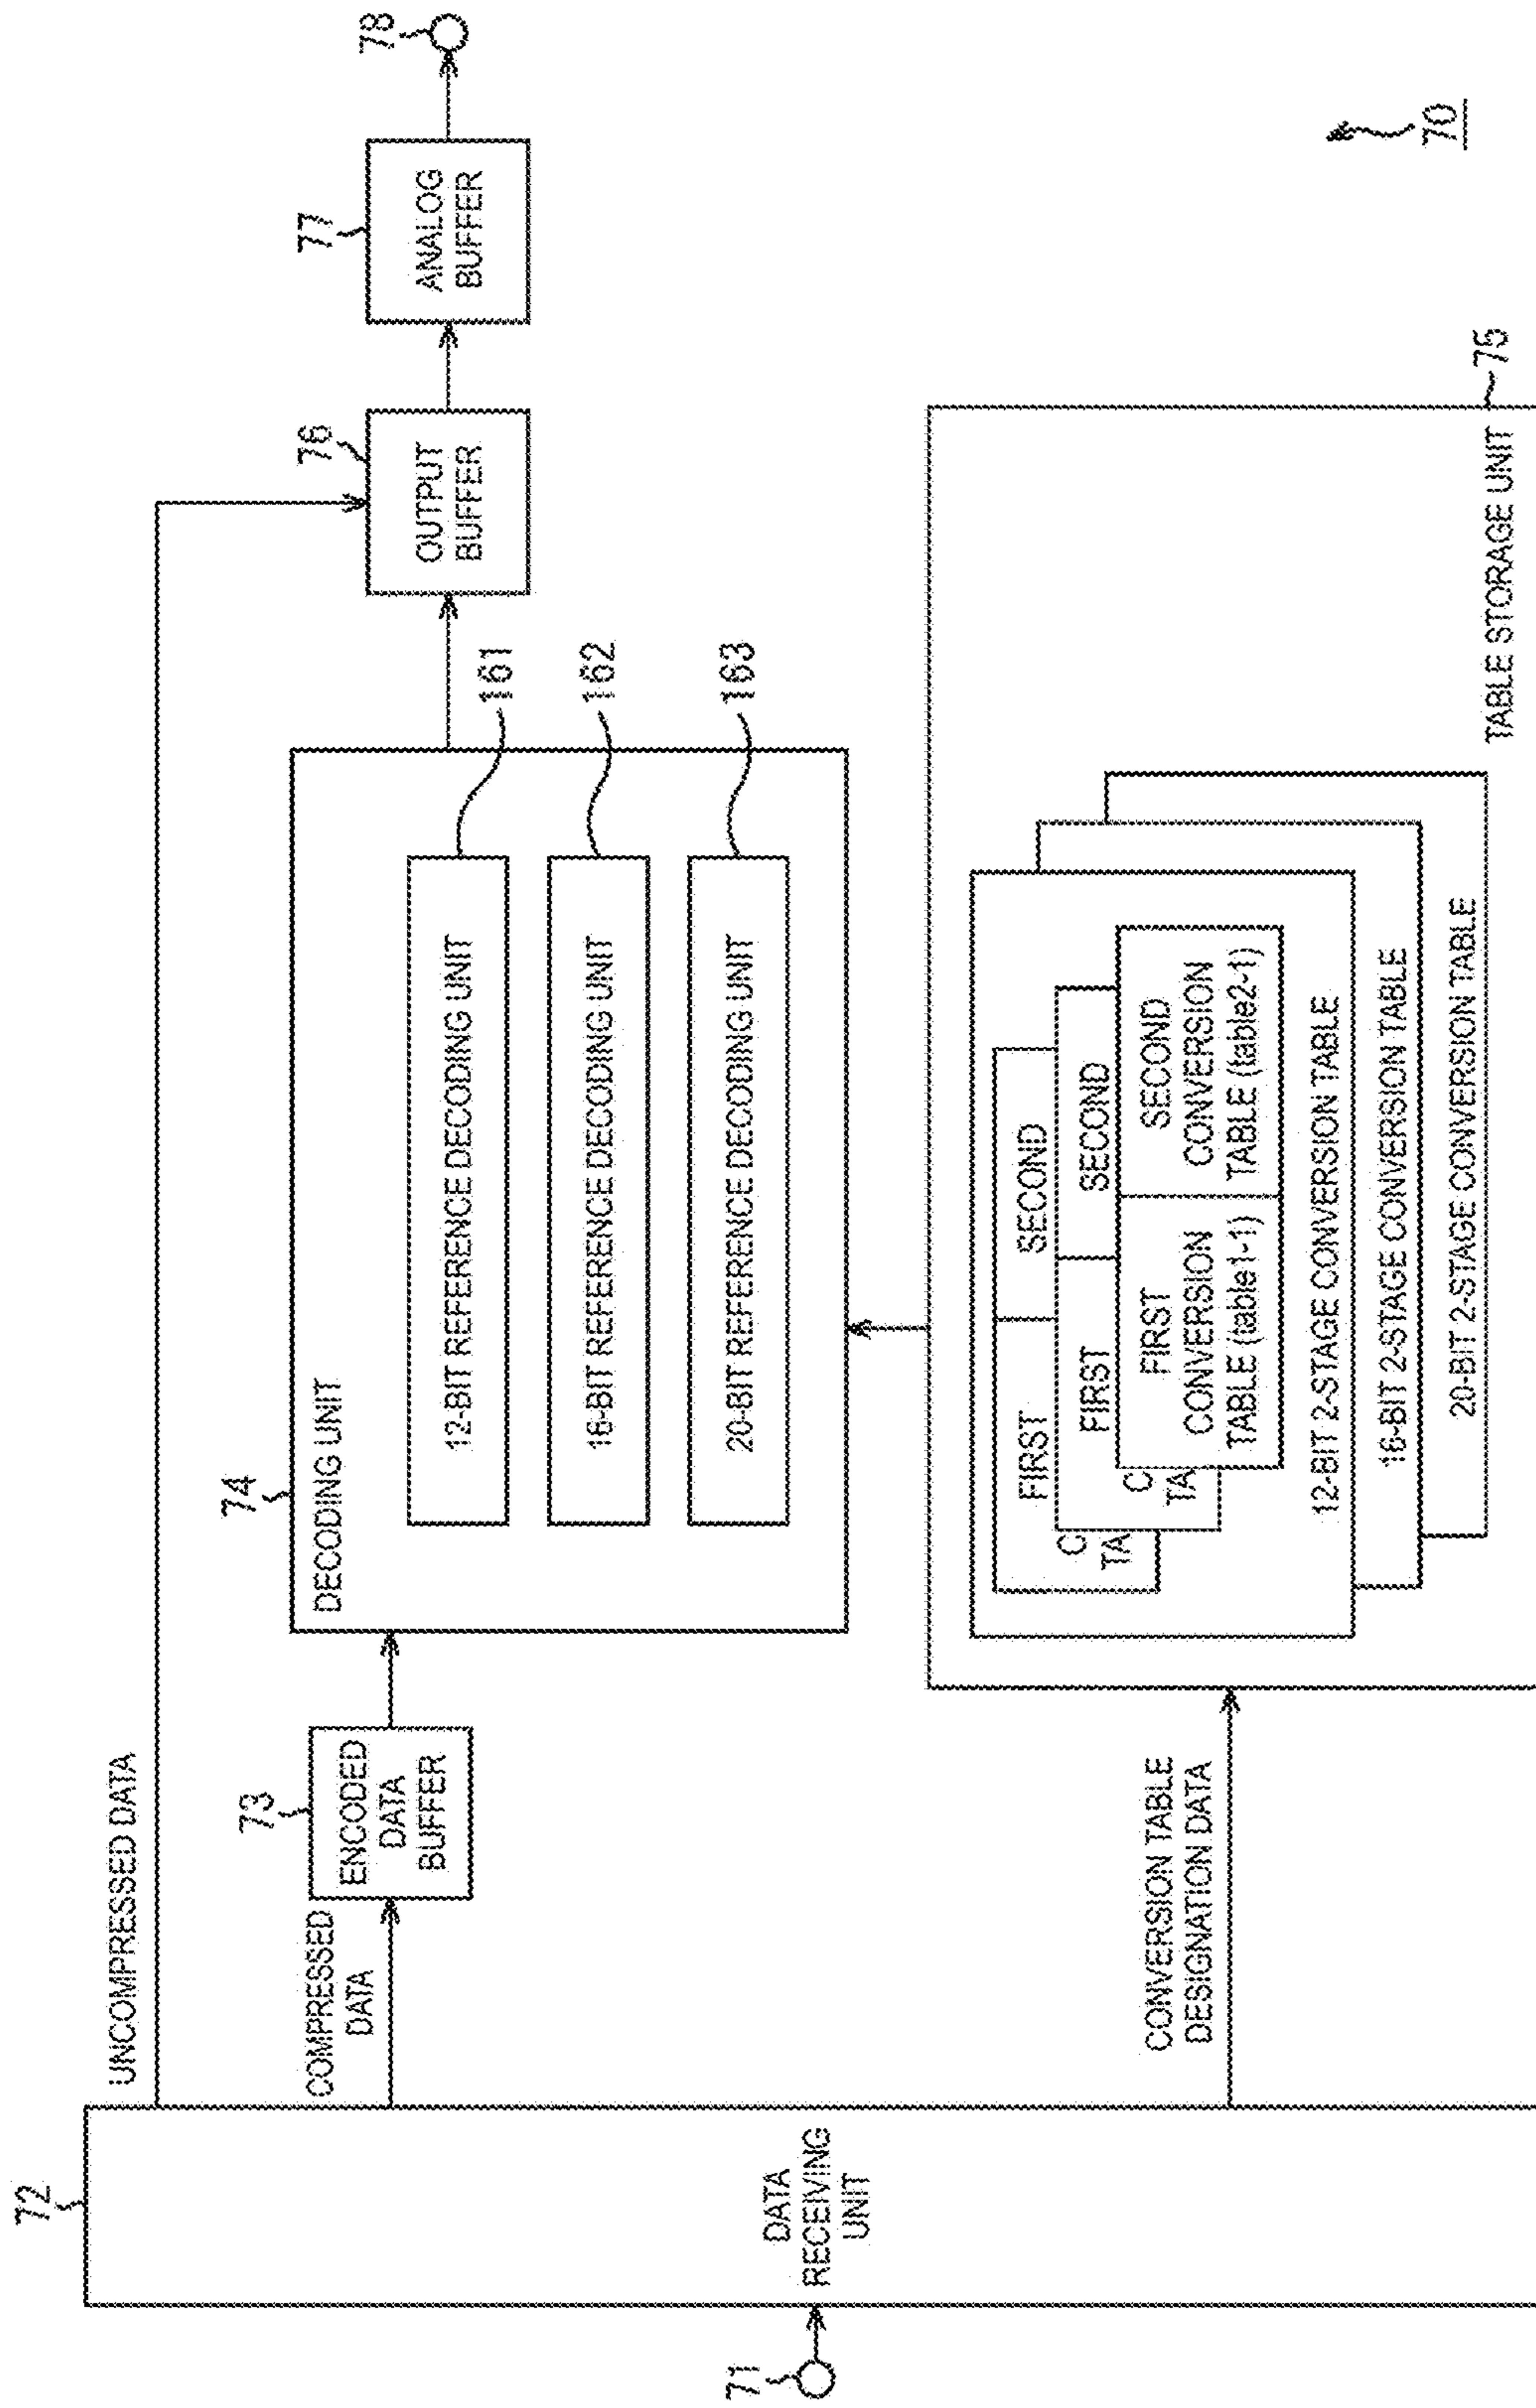 72
71
DATA
RECEIVING
UNIT
UNCOMPRESSED DATA
COMPRESSED
DATA
73
ENCODED
DATA
BUFFER
74
DECODING UNIT
12-BIT REFERENCE DECODING UNIT
161
16-BIT REFERENCE DECODING UNIT
162
20-BIT REFERENCE DECODING UNIT
163
76
OUTPUT
BUFFER
77
ANALOG
BUFFER
78
70
CONVERSION TABLE
DESIGNATION DATA
75
FIRST
SECOND
C
TA
FIRST
SECOND
C
TA
FIRST
CONVERSION
TABLE (table1-1)
SECOND
CONVERSION
TABLE (table2-1)
12-BIT 2-STAGE CONVERSION TABLE
16-BIT 2-STAGE CONVERSION TABLE
20-BIT 2-STAGE CONVERSION TABLE
TABLE STORAGE UNIT